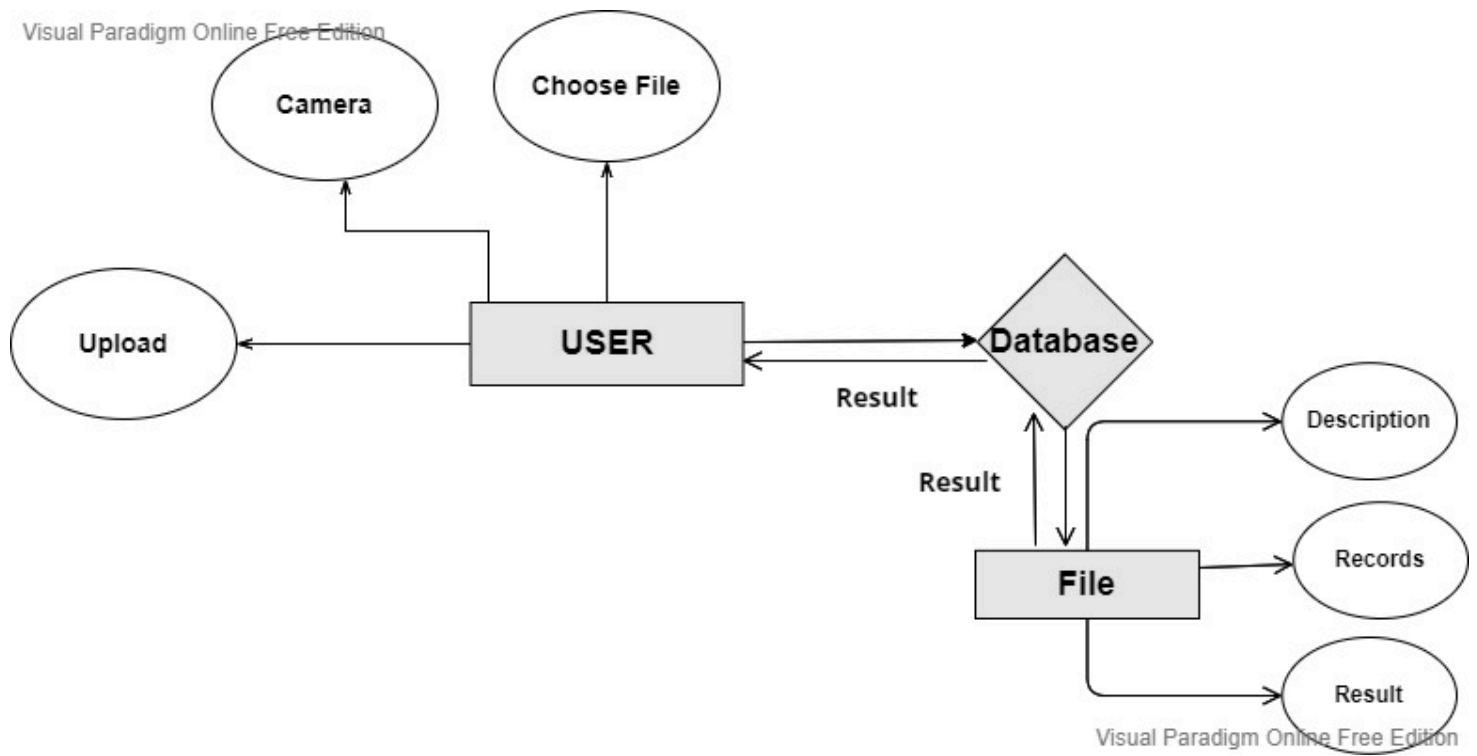 Visual Paradigm Online Free Edition
Camera
Choose File
Upload
USER
Database
Result
Description
Result
Records
File
Result
Visual Paradigm Online Free Edition